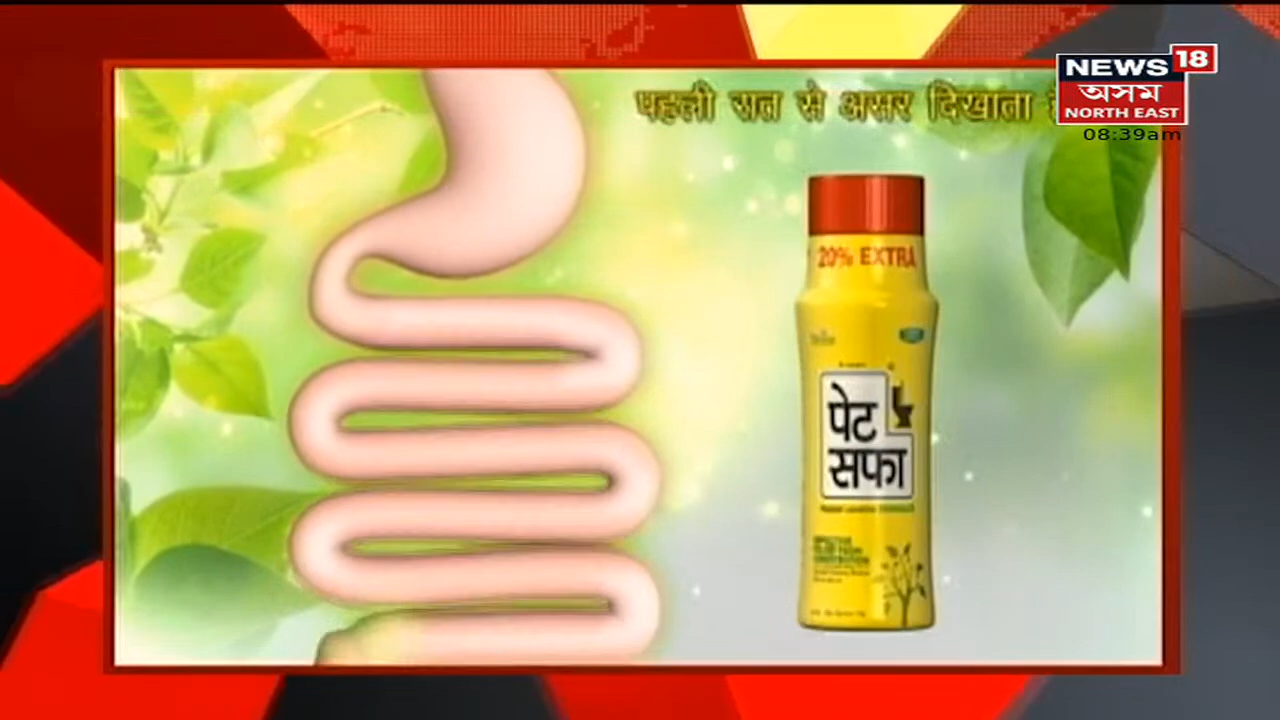 पहली रात से असर दिखाता
NEWS 18
অসম
NORTH EAST
08:39am
20% EXTRA
पेट
सफा